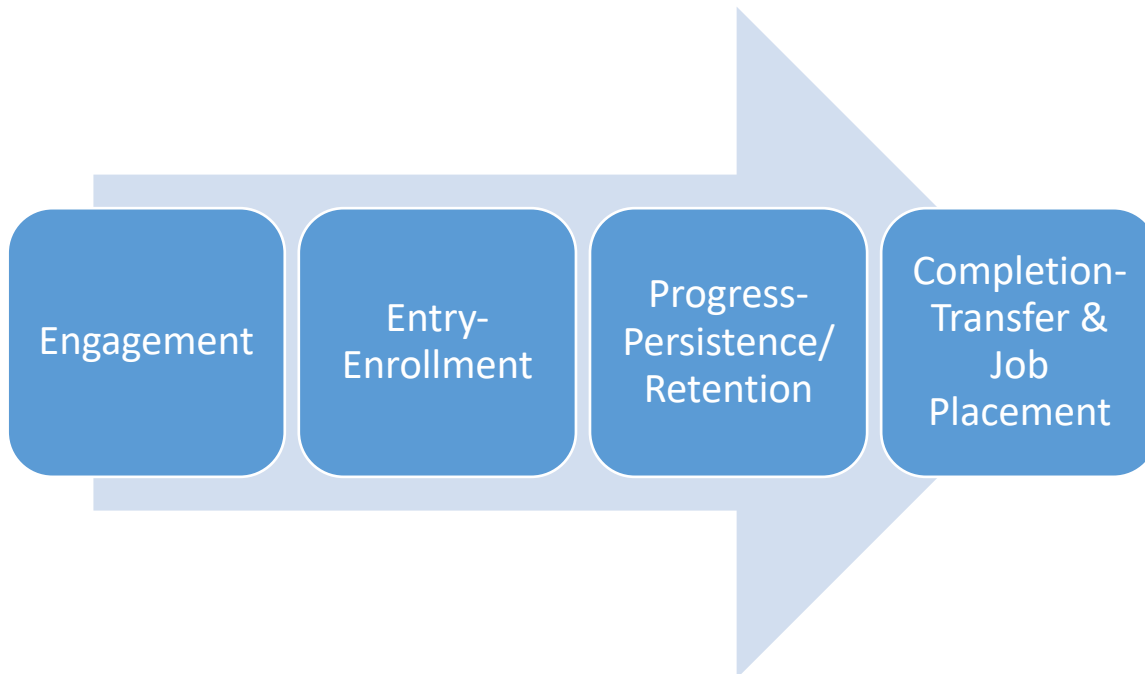 Engagement
Entry-
Enrollment
Progress-
Persistence/
Retention
Completion-
Transfer &
Job
Placement